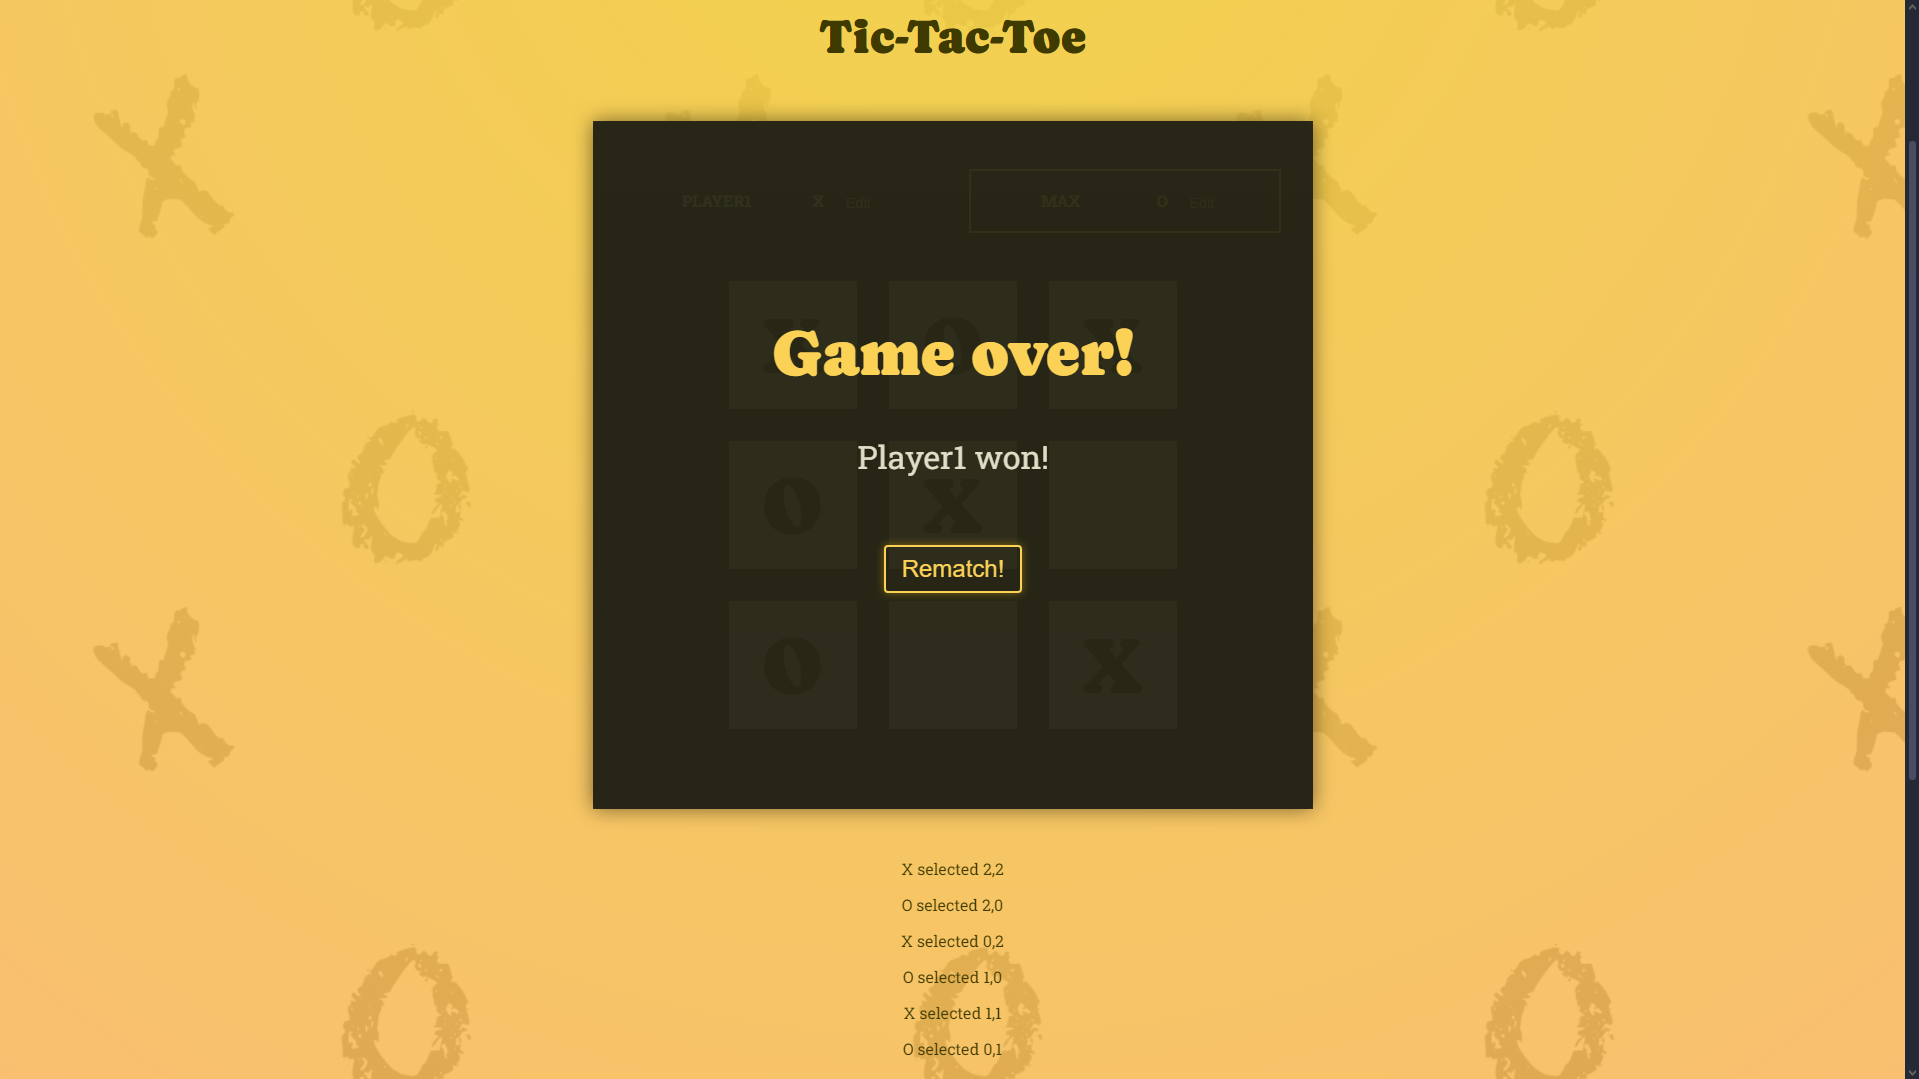 Tic-Tac-Toe
PLAYER1 X Edit
MAX O Edit
X O X
Game over!
Player1 won!
O X
Rematch!
O X
X selected 2,2
O selected 2,0
X selected 0,2
O selected 1,0
X selected 1,1
O selected 0,1